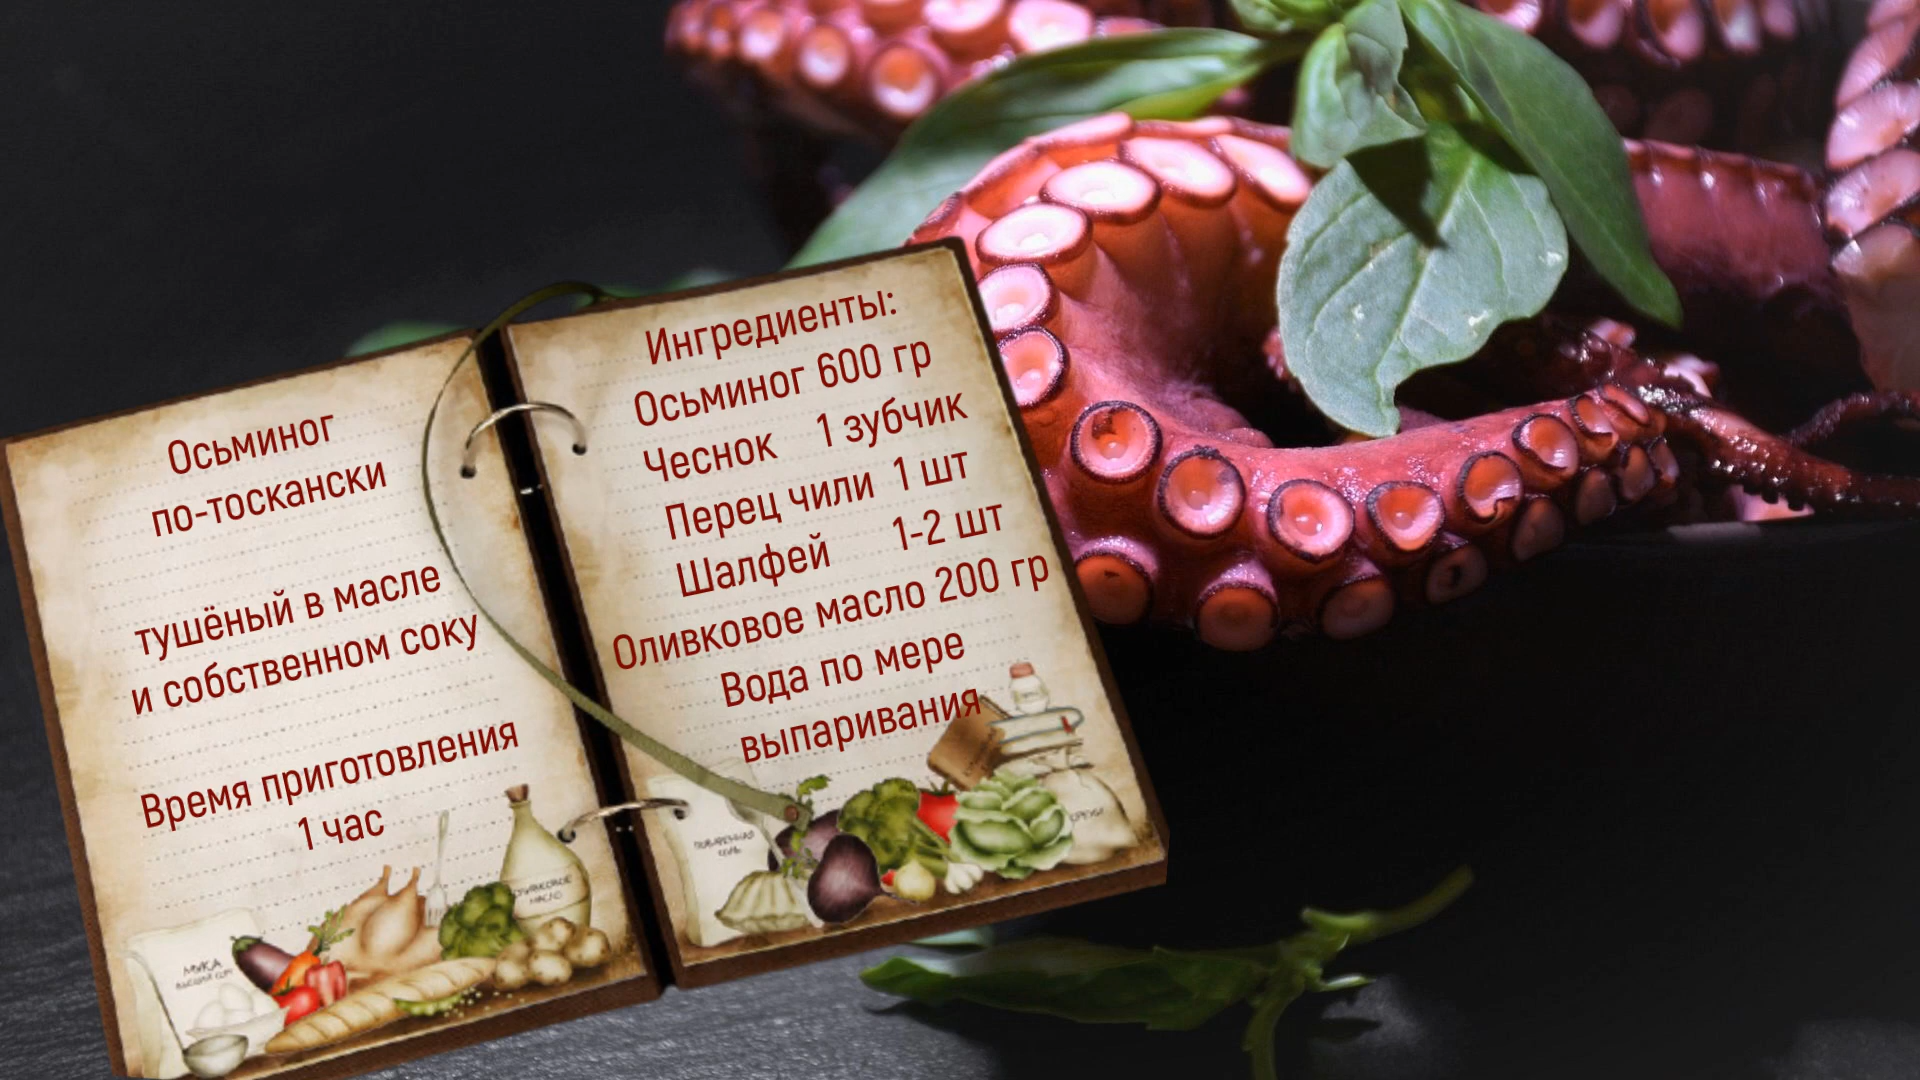 Осьминог
по-тоскански
тушёный в масле
и собственном соку
Время приготовления
1 час
МУКА
Ингредиенты:
Осьминог 600 гр
Чеснок 1 зубчик
Перец чили 1 шт
Шалфей 1-2 шт
Оливковое масло 200 гр
Вода по мере
выпаривания